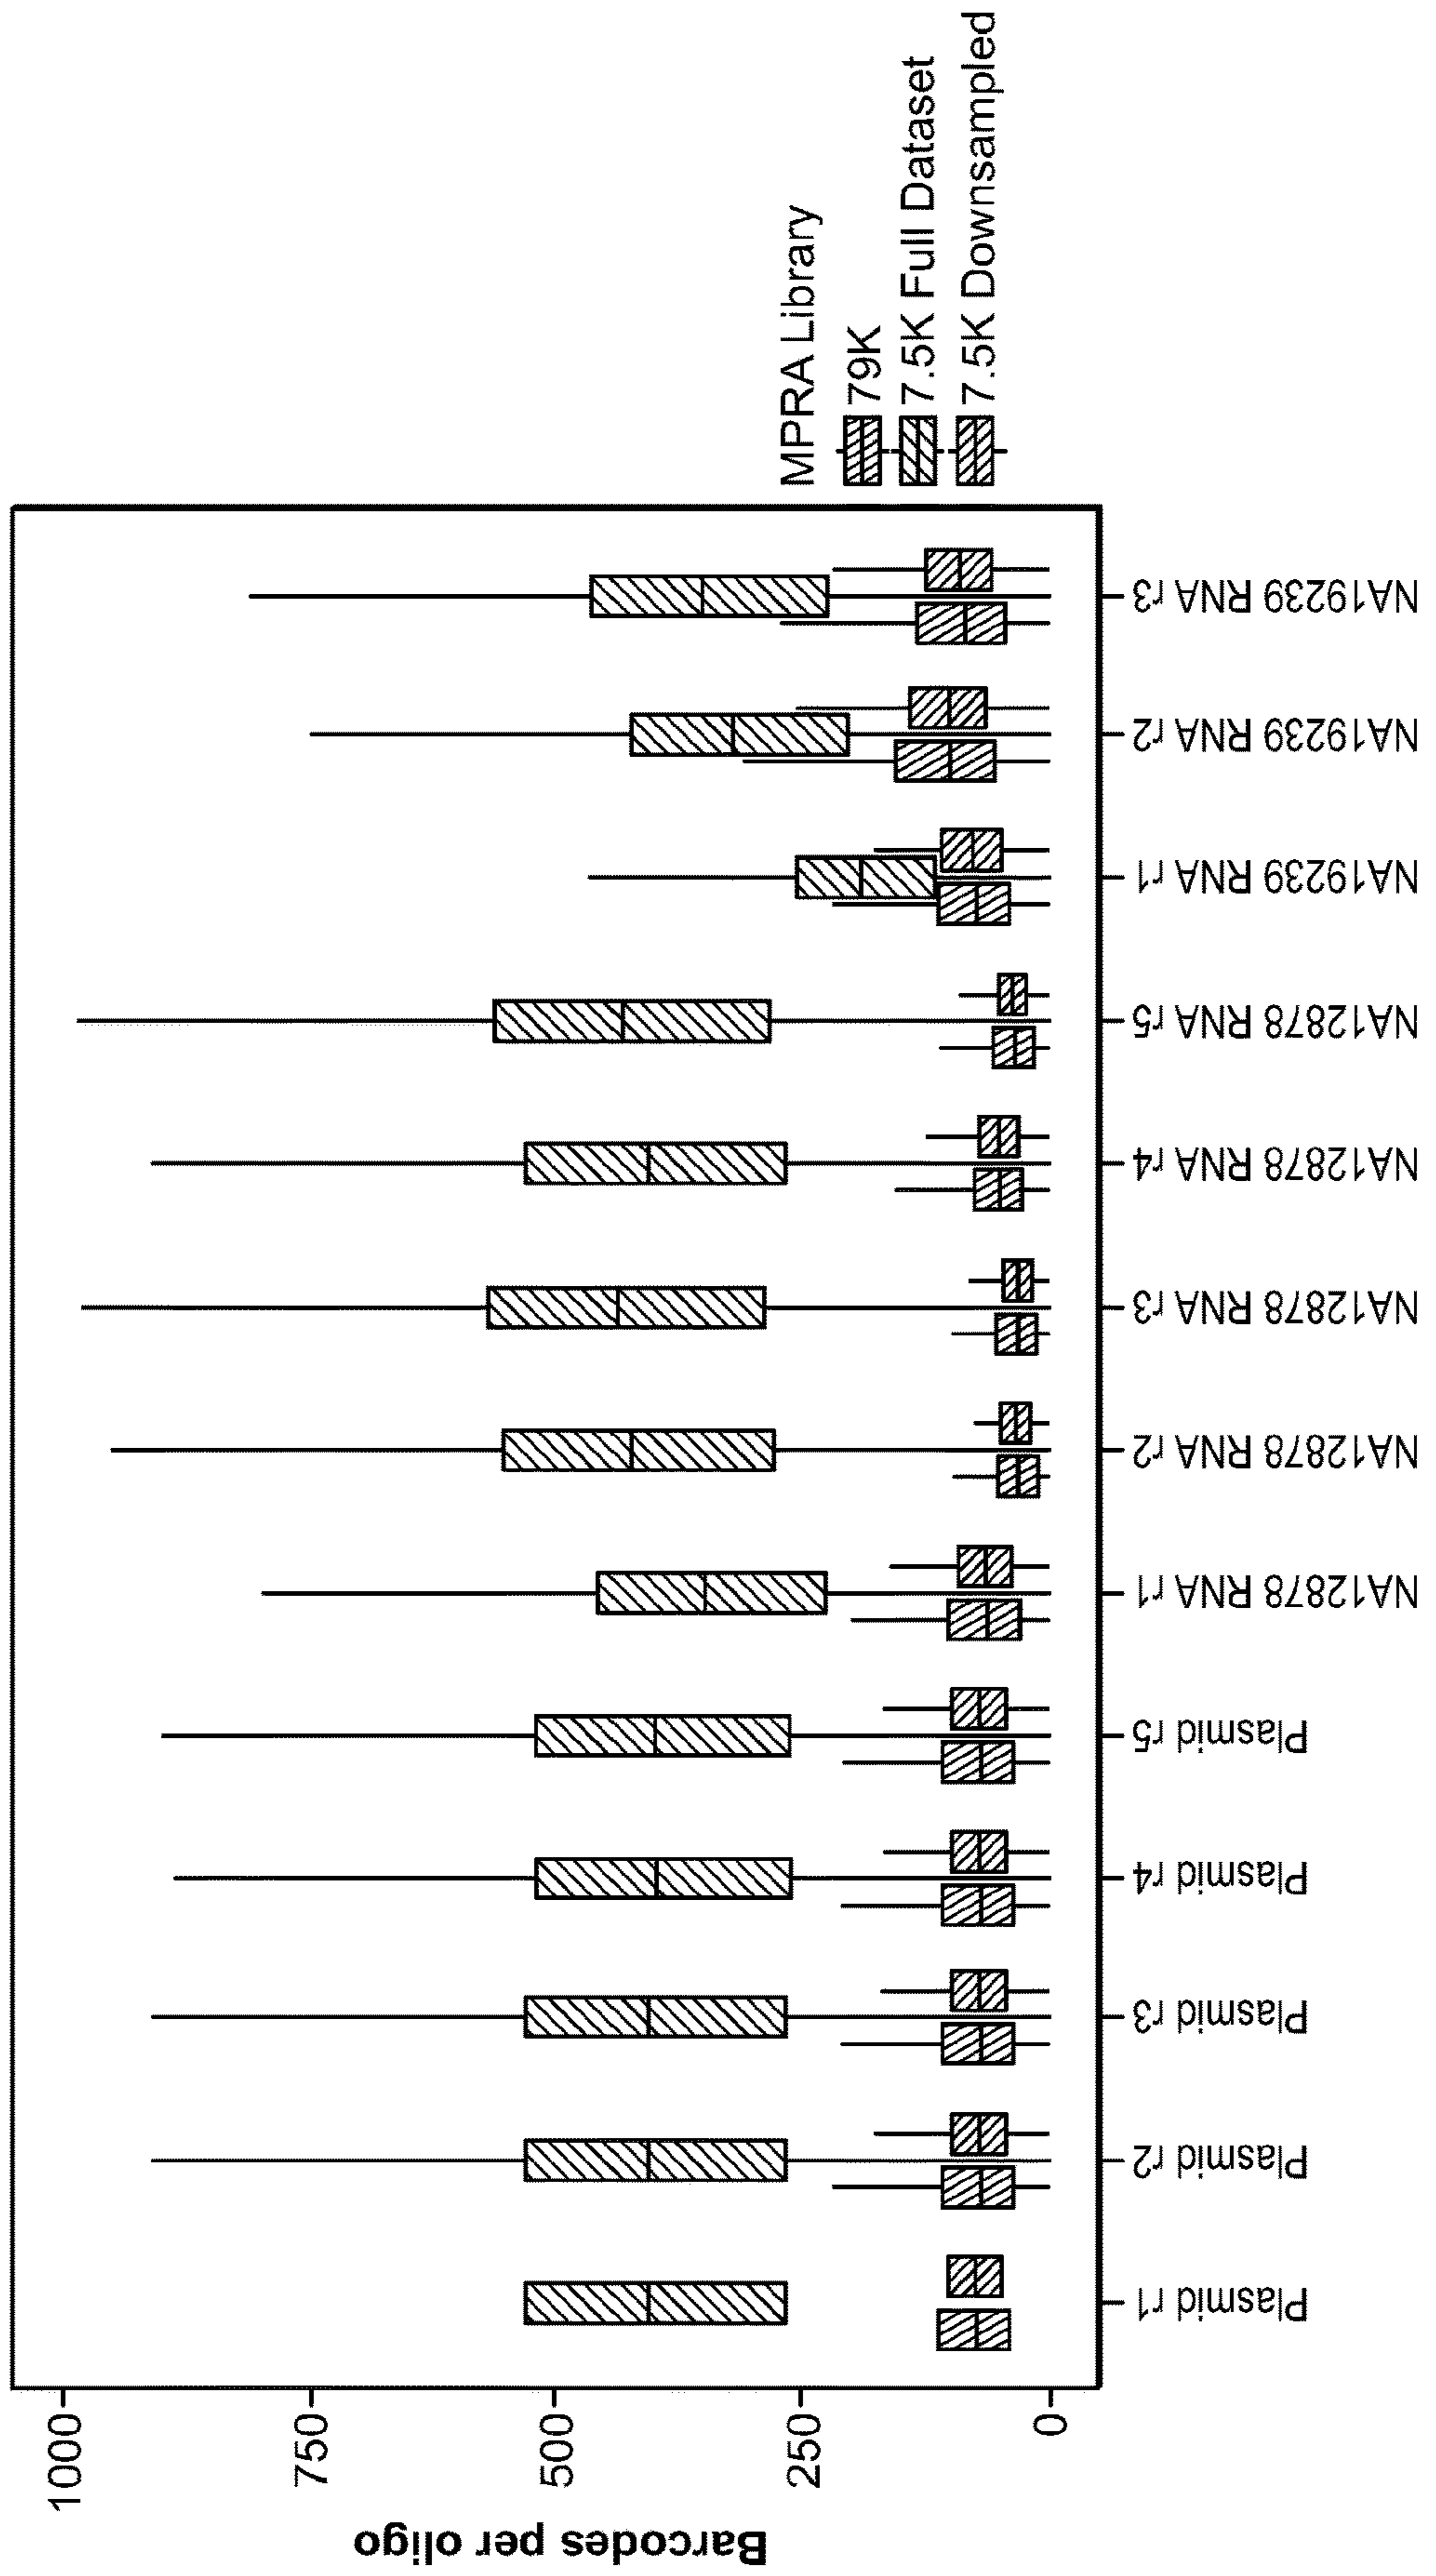 Barcodes per oligo
1000
750
500
250
0
Plasmid r1
Plasmid r2
Plasmid r3
Plasmid r4
Plasmid r5
NA12878 RNA r1
NA12878 RNA r2
NA12878 RNA r3
NA12878 RNA r4
NA12878 RNA r5
NA19239 RNA r1
NA19239 RNA r2
NA19239 RNA r3
MPRA Library
79K
7.5K Full Dataset
7.5K Downsampled